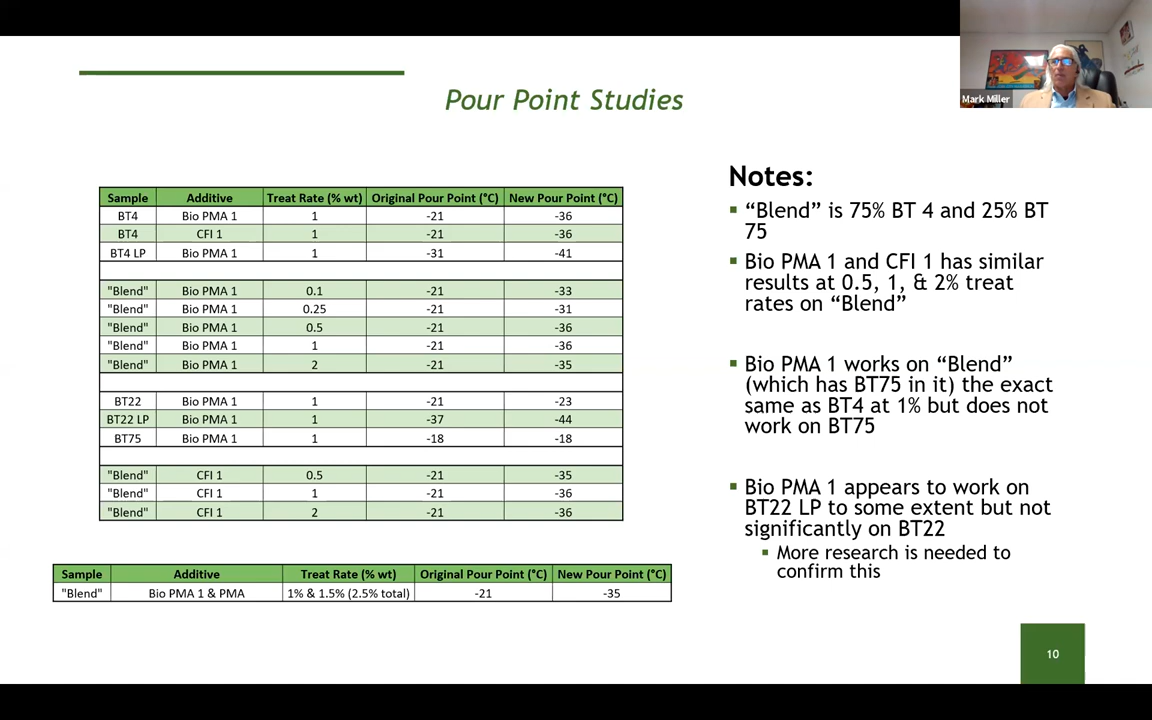 Mark Miller
Pour Point Studies
Sample Additive Treat Rate (% wt) Original Pour Point (°C) New Pour Point (°C)
BT4 Bio PMA 1 1 -21 -36
BT4 CFI 1 1 -21 -36
BT4 LP Bio PMA 1 1 -31 -41
"Blend" Bio PMA 1 0.1 -21 -33
"Blend" Bio PMA 1 0.25 -21 -31
"Blend" Bio PMA 1 0.5 -21 -36
"Blend" Bio PMA 1 1 -21 -36
"Blend" Bio PMA 1 2 -21 -35
BT22 Bio PMA 1 1 -21 -23
BT22 LP Bio PMA 1 1 -37 -44
BT75 Bio PMA 1 1 -18 -18
"Blend" CFI 1 0.5 -21 -35
"Blend" CFI 1 1 -21 -36
"Blend" CFI 1 2 -21 -36
Sample Additive Treat Rate (% wt) Original Pour Point (°C) New Pour Point (°C)
"Blend" Bio PMA 1 & PMA 1% & 1.5% (2.5% total) -21 -35
Notes:
“Blend” is 75% BT 4 and 25% BT
75
Bio PMA 1 and CFI 1 has similar
results at 0.5, 1, & 2% treat
rates on “Blend”
Bio PMA 1 works on “Blend”
(which has BT75 in it) the exact
same as BT4 at 1% but does not
work on BT75
Bio PMA 1 appears to work on
BT22 LP to some extent but not
significantly on BT22
More research is needed to
confirm this
10